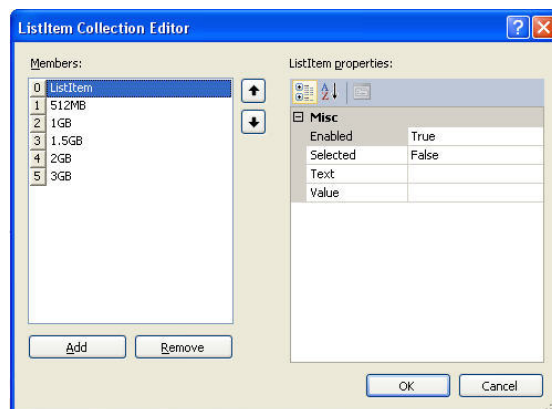 ListItem Collection Editor
Members:
0 ListItem
1 512MB
2 1GB
3 1.5GB
4 2GB
5 3GB
Add
Remove
ListItem properties:
Misc
Enabled True
Selected False
Text
Value
OK
Cancel